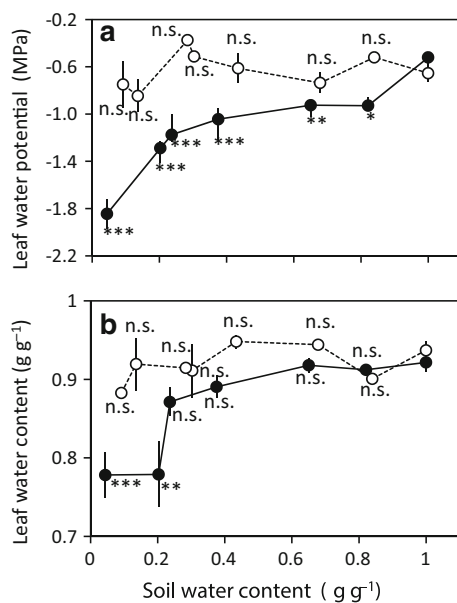 a
Leaf water potential (MPa)
-0.2
-0.6
-1.0
-1.4
-1.8
-2.2
n.s.
n.s.
n.s.
n.s.
n.s.
n.s.
n.s.
***
***
***
***
**
*
b
Leaf water content (g g⁻¹)
1
0.9
0.8
0.7
n.s.
n.s.
n.s.
n.s.
n.s.
n.s.
n.s.
n.s.
n.s.
n.s.
n.s.
***
**
0
0.2
0.4
0.6
0.8
1
Soil water content ( g g⁻¹)